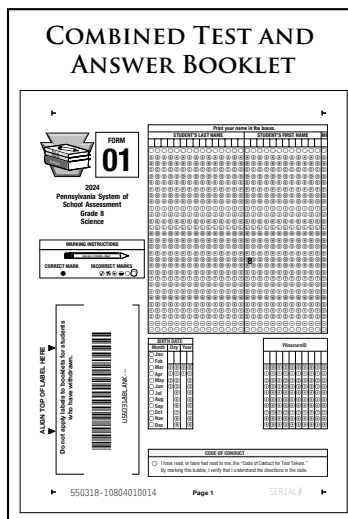 COMBINED TEST AND
ANSWER BOOKLET
FORM
01
2024
Pennsylvania System of
School Assessment
Grade 8
Science
MARKING INSTRUCTIONS
CORRECT MARK
INCORRECT MARKS
ALIGN TOP OF LABEL HERE
Do not apply labels to booklets for students
who have withdrawn.
Print your name in the boxes.
STUDENT'S LAST NAME
STUDENT'S FIRST NAME
MI
BIRTH DATE
Month Day Year
Jan
Feb
Mar
Apr
May
Jun
Jul
Aug
Sep
Oct
Nov
Dec
PAsecureID
CODE OF CONDUCT
I have read, or have had read to me, the "Code of Conduct for Test Takers."
By marking this bubble, I verify that I understand the directions in the code.
550318-10804010014
Page 1
SERIAL#